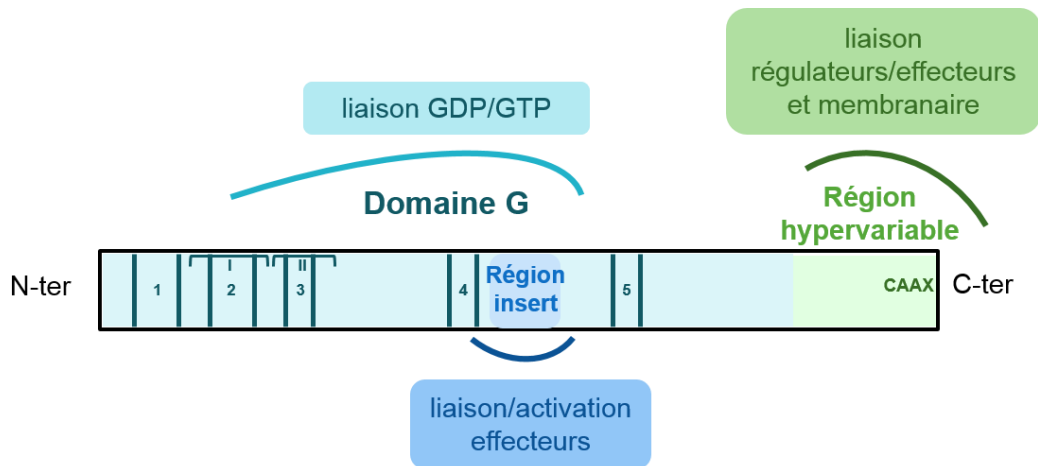 liaison
régulateurs/effecteurs
et membranaire
liaison GDP/GTP
Domaine G
Région
hypervariable
N-ter
1
I
2
II
3
4
Région
insert
5
CAAX
C-ter
liaison/activation
effecteurs